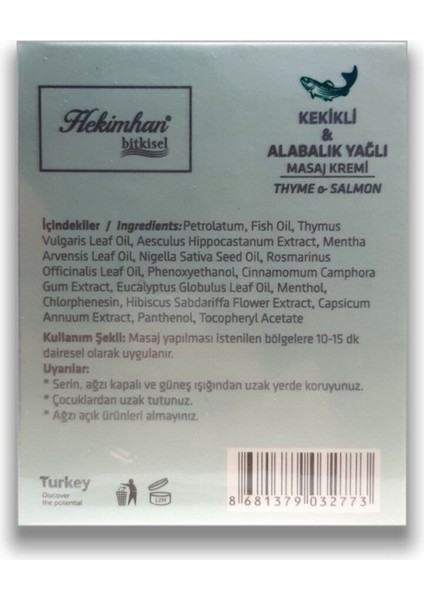 Hekimhan®
bitkisel
KEKİKLİ
&
ALABALIK YAĞLI
MASAJ KREMİ
THYME & SALMON
İçindekiler / Ingredients: Petrolatum, Fish Oil, Thymus
Vulgaris Leaf Oil, Aesculus Hippocastanum Extract, Mentha
Arvensis Leaf Oil, Nigella Sativa Seed Oil, Rosmarinus
Officinalis Leaf Oil, Phenoxyethanol, Cinnamomum Camphora
Gum Extract, Eucalyptus Globulus Leaf Oil, Menthol,
Chlorphenesin, Hibiscus Sabdariffa Flower Extract, Capsicum
Annuum Extract, Panthenol, Tocopheryl Acetate
Kullanım Şekli: Masaj yapılması istenilen bölgelere 10-15 dk
dairesel olarak uygulanır.
Uyarılar:
* Serin, ağzı kapalı ve güneş ışığından uzak yerde koruyunuz.
* Çocuklardan uzak tutunuz.
* Ağzı açık ürünleri almayınız.
Turkey
Discover
the potential
12M
8 681379 032773